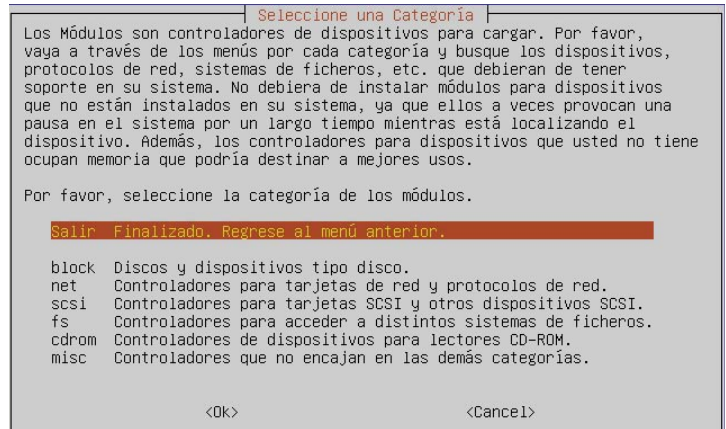 Seleccione una Categoría
Los Módulos son controladores de dispositivos para cargar. Por favor,
vaya a través de los menús por cada categoría y busque los dispositivos,
protocolos de red, sistemas de ficheros, etc. que debieran de tener
soporte en su sistema. No debiera de instalar módulos para dispositivos
que no están instalados en su sistema, ya que ellos a veces provocan una
pausa en el sistema por un largo tiempo mientras está localizando el
dispositivo. Además, los controladores para dispositivos que usted no tiene
ocupan memoria que podría destinar a mejores usos.
Por favor, seleccione la categoría de los módulos.
Salir Finalizado. Regrese al menú anterior.
block Discos y dispositivos tipo disco.
net Controladores para tarjetas de red y protocolos de red.
scsi Controladores para tarjetas SCSI y otros dispositivos SCSI.
fs Controladores para acceder a distintos sistemas de ficheros.
cdrom Controladores de dispositivos para lectores CD-ROM.
misc Controladores que no encajan en las demás categorías.
<Ok> <Cancel>